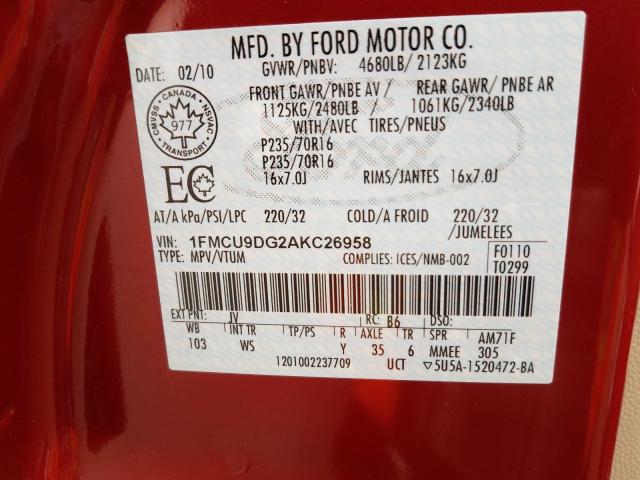 MFD. BY FORD MOTOR CO.
DATE: 02/10
GVWR/PNBV: 4680LB/ 2123KG
FRONT GAWR/PNBE AV / REAR GAWR/ PNBE AR
1125KG/2480LB / 1061KG/2340LB
WITH/AVEC TIRES/PNEUS
P235/70R16
P235/70R16
16x7.0J RIMS/JANTES 16x7.0J
CMVSS • CANADA • NSVAC
977
TRANSPORT
EC
AT/A kPa/PSI/LPC 220/32 COLD/A FROID 220/32
/JUMELEES
VIN: 1FMCU9DG2AKC26958
TYPE: MPV/VTUM COMPLIES: ICES/NMB-002
F0110
T0299
EXT PNT: JV RC: B6 DSO:
WB INT TR TP/PS R AXLE TR SPR AM71F
103 WS Y 35 6 MMEE 305
1201002237709 UCT ▽5U5A-1520472-BA